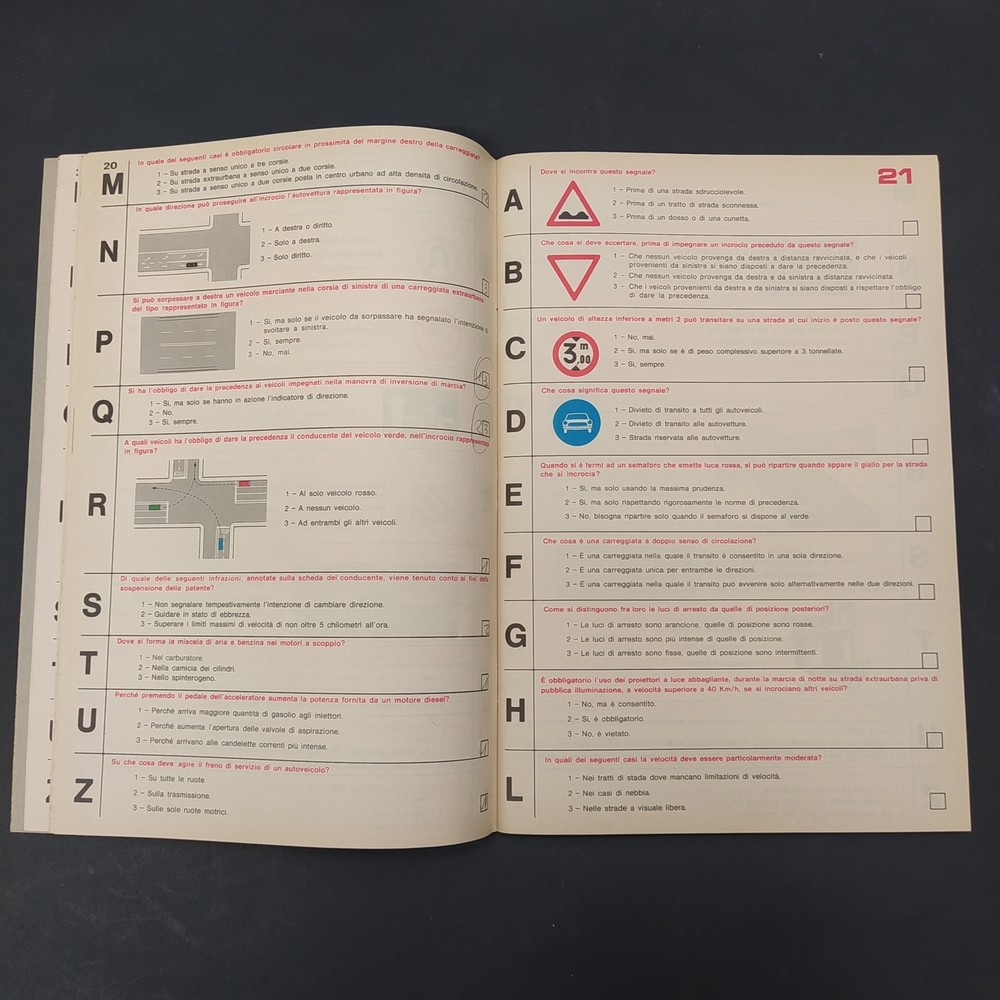 20
M
In quale dei seguenti casi è obbligatorio circolare in prossimità del margine destro della carreggiata?
1 – Su strada a senso unico a tre corsie.
2 – Su strada extraurbana a senso unico a due corsie.
3 – Su strada a senso unico a due corsie posta in centro urbano ad alta densità di circolazione.
N
In quale direzione può proseguire all'incrocio l'autovettura rappresentata in figura?
1 – A destra o diritto.
2 – Solo a destra.
3 – Solo diritto.
3
P
Si può sorpassare a destra un veicolo marciante nella corsia di sinistra di una carreggiata extraurbana
del tipo rappresentato in figura?
1 – Si, ma solo se il veicolo da sorpassare ha segnalato l'intenzione
svoltare a sinistra.
2 – Si, sempre.
3 – No, mai.
1 3
Q
Si ha l'obbligo di dare la precedenza ai veicoli impegnati nella manovra di inversione di marcia?
1 – Si, ma solo se hanno in azione l'indicatore di direzione.
2 – No.
3 – Si, sempre.
2 3
R
A quali veicoli ha l'obbligo di dare la precedenza il conducente del veicolo verde, nell'incrocio rappresentato
in figura?
1 – Al solo veicolo rosso.
2 – A nessun veicolo.
3 – Ad entrambi gli altri veicoli.
1
S
Di quale delle seguenti infrazioni, annotate sulla scheda del conducente, viene tenuto conto ai fini della
sospensione della patente?
1 – Non segnalare tempestivamente l'intenzione di cambiare direzione.
2 – Guidare in stato di ebbrezza.
3 – Superare i limiti massimi di velocità di non oltre 5 chilometri all'ora.
2
T
Dove si forma la miscela di aria e benzina nei motori a scoppio?
1 – Nel carburatore.
2 – Nella camicia dei cilindri.
3 – Nello spinterogeno.
1
U
Perché premendo il pedale dell'acceleratore aumenta la potenza fornita da un motore diesel?
1 – Perché arriva maggiore quantità di gasolio agli iniettori.
2 – Perché aumenta l'apertura delle valvole di aspirazione.
3 – Perché arrivano alle candelette correnti più intense.
1
Z
Su che cosa deve agire il freno di servizio di un autoveicolo?
1 – Su tutte le ruote.
2 – Sulla trasmissione.
3 – Sulle sole ruote motrici.
1
21
A
Dove si incontra questo segnale?
1 – Prima di una strada sdrucciolevole.
2 – Prima di un tratto di strada sconnessa.
3 – Prima di un dosso o di una cunetta.
B
Che cosa si deve accertare, prima di impegnare un incrocio preceduto da questo segnale?
1 – Che nessun veicolo provenga da destra a distanza ravvicinata, e che i veicoli
provenienti da sinistra si siano disposti a dare la precedenza.
2 – Che nessun veicolo provenga da destra e da sinistra a distanza ravvicinata.
3 – Che i veicoli provenienti da destra e da sinistra si siano disposti a rispettare l'obbligo
di dare la precedenza.
C
Un veicolo di altezza inferiore a metri 2 può transitare su una strada al cui inizio è posto questo segnale?
3 m ,00
1 – No, mai.
2 – Si, ma solo se è di peso complessivo superiore a 3 tonnellate.
3 – Si, sempre.
D
Che cosa significa questo segnale?
1 – Divieto di transito a tutti gli autoveicoli.
2 – Divieto di transito alle autovetture.
3 – Strada riservata alle autovetture.
E
Quando si è fermi ad un semaforo che emette luce rossa, si può ripartire quando appare il giallo per la strada
che si incrocia?
1 – Si, ma solo usando la massima prudenza.
2 – Si, ma solo rispettando rigorosamente le norme di precedenza.
3 – No, bisogna ripartire solo quando il semaforo si dispone al verde.
F
Che cosa è una carreggiata a doppio senso di circolazione?
1 – È una carreggiata nella quale il transito è consentito in una sola direzione.
2 – È una carreggiata unica per entrambe le direzioni.
3 – È una carreggiata nella quale il transito può avvenire solo alternativamente nelle due direzioni.
G
Come si distinguono fra loro le luci di arresto da quelle di posizione posteriori?
1 – Le luci di arresto sono arancione, quelle di posizione sono rosse.
2 – Le luci di arresto sono più intense di quelle di posizione.
3 – Le luci di arresto sono fisse, quelle di posizione sono intermittenti.
H
È obbligatorio l'uso dei proiettori a luce abbagliante, durante la marcia di notte su strada extraurbana priva di
pubblica illuminazione, a velocità superiore a 40 Km/h, se si incrociano altri veicoli?
1 – No, ma è consentito.
2 – Si, è obbligatorio.
3 – No, è vietato.
L
In quali dei seguenti casi la velocità deve essere particolarmente moderata?
1 – Nei tratti di stada dove mancano limitazioni di velocità.
2 – Nei casi di nebbia.
3 – Nelle strade a visuale libera.